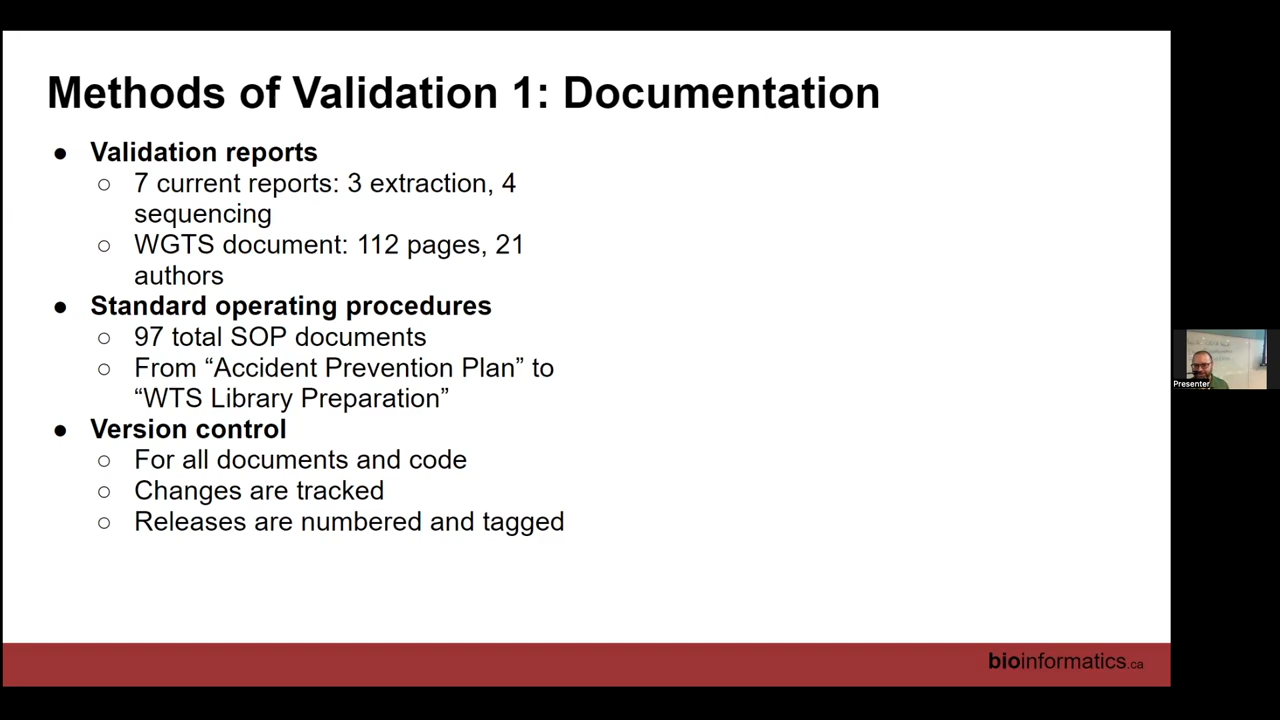 Methods of Validation 1: Documentation
● Validation reports
○ 7 current reports: 3 extraction, 4
sequencing
○ WGTS document: 112 pages, 21
authors
● Standard operating procedures
○ 97 total SOP documents
○ From “Accident Prevention Plan” to
“WTS Library Preparation”
● Version control
○ For all documents and code
○ Changes are tracked
○ Releases are numbered and tagged
Presenter
bioinformatics.ca